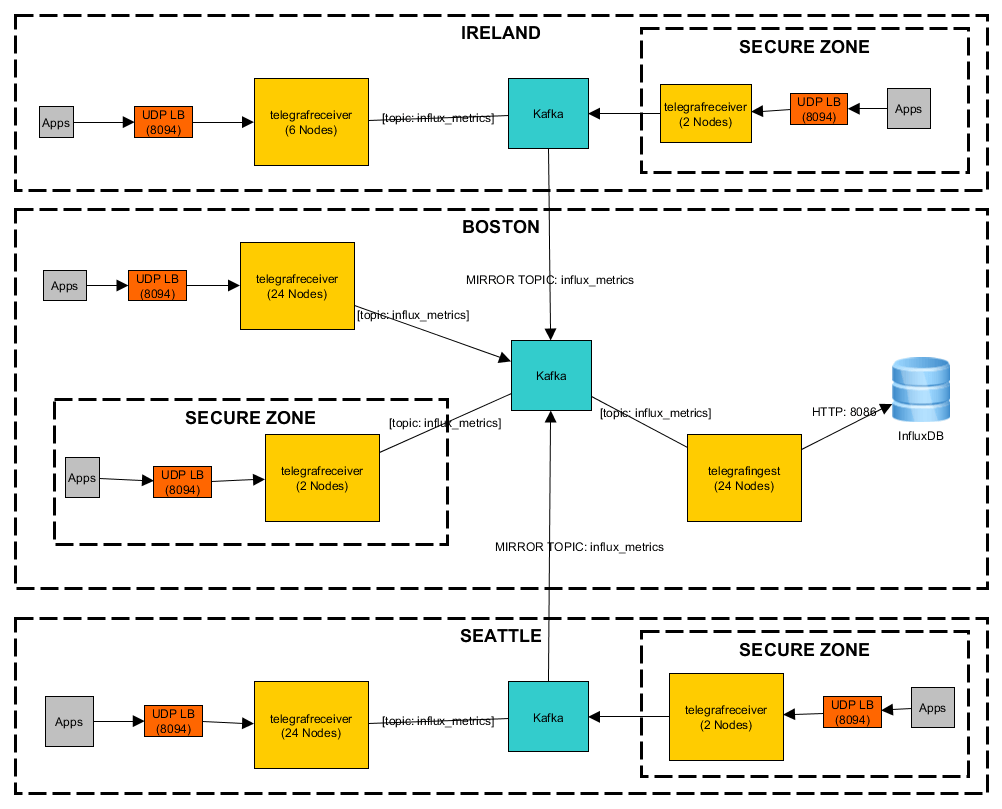 IRELAND
SECURE ZONE
Apps
UDP LB
(8094)
telegrafreceiver
(6 Nodes)
[topic: influx_metrics]
Kafka
telegrafreceiver
(2 Nodes)
UDP LB
(8094)
Apps
BOSTON
Apps
UDP LB
(8094)
telegrafreceiver
(24 Nodes)
[topic: influx_metrics]
MIRROR TOPIC: influx_metrics
Kafka
SECURE ZONE
Apps
UDP LB
(8094)
telegrafreceiver
(2 Nodes)
[topic: influx_metrics]
[topic: influx_metrics]
telegrafingest
(24 Nodes)
HTTP: 8086
InfluxDB
MIRROR TOPIC: influx_metrics
SEATTLE
SECURE ZONE
Apps
UDP LB
(8094)
telegrafreceiver
(24 Nodes)
[topic: influx_metrics]
Kafka
telegrafreceiver
(2 Nodes)
UDP LB
(8094)
Apps